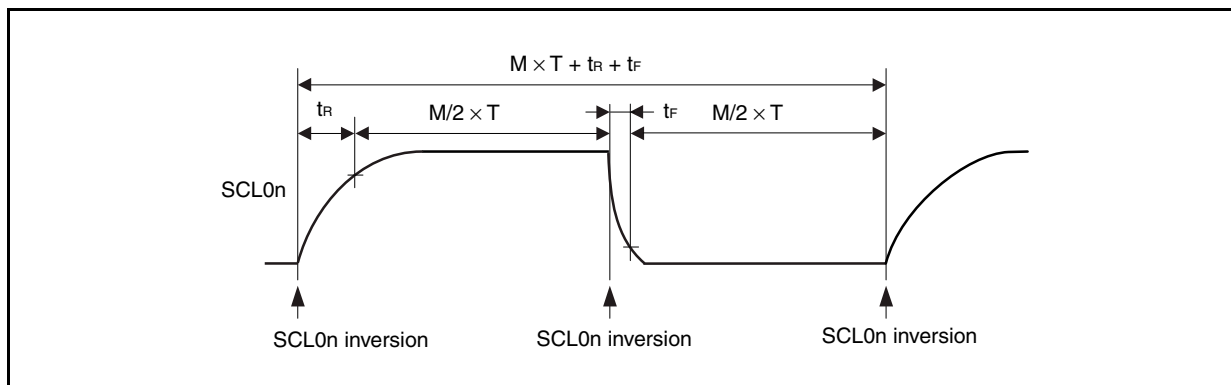 M × T + tR + tF
tR
M/2 × T
tF
M/2 × T
SCL0n
SCL0n inversion
SCL0n inversion
SCL0n inversion